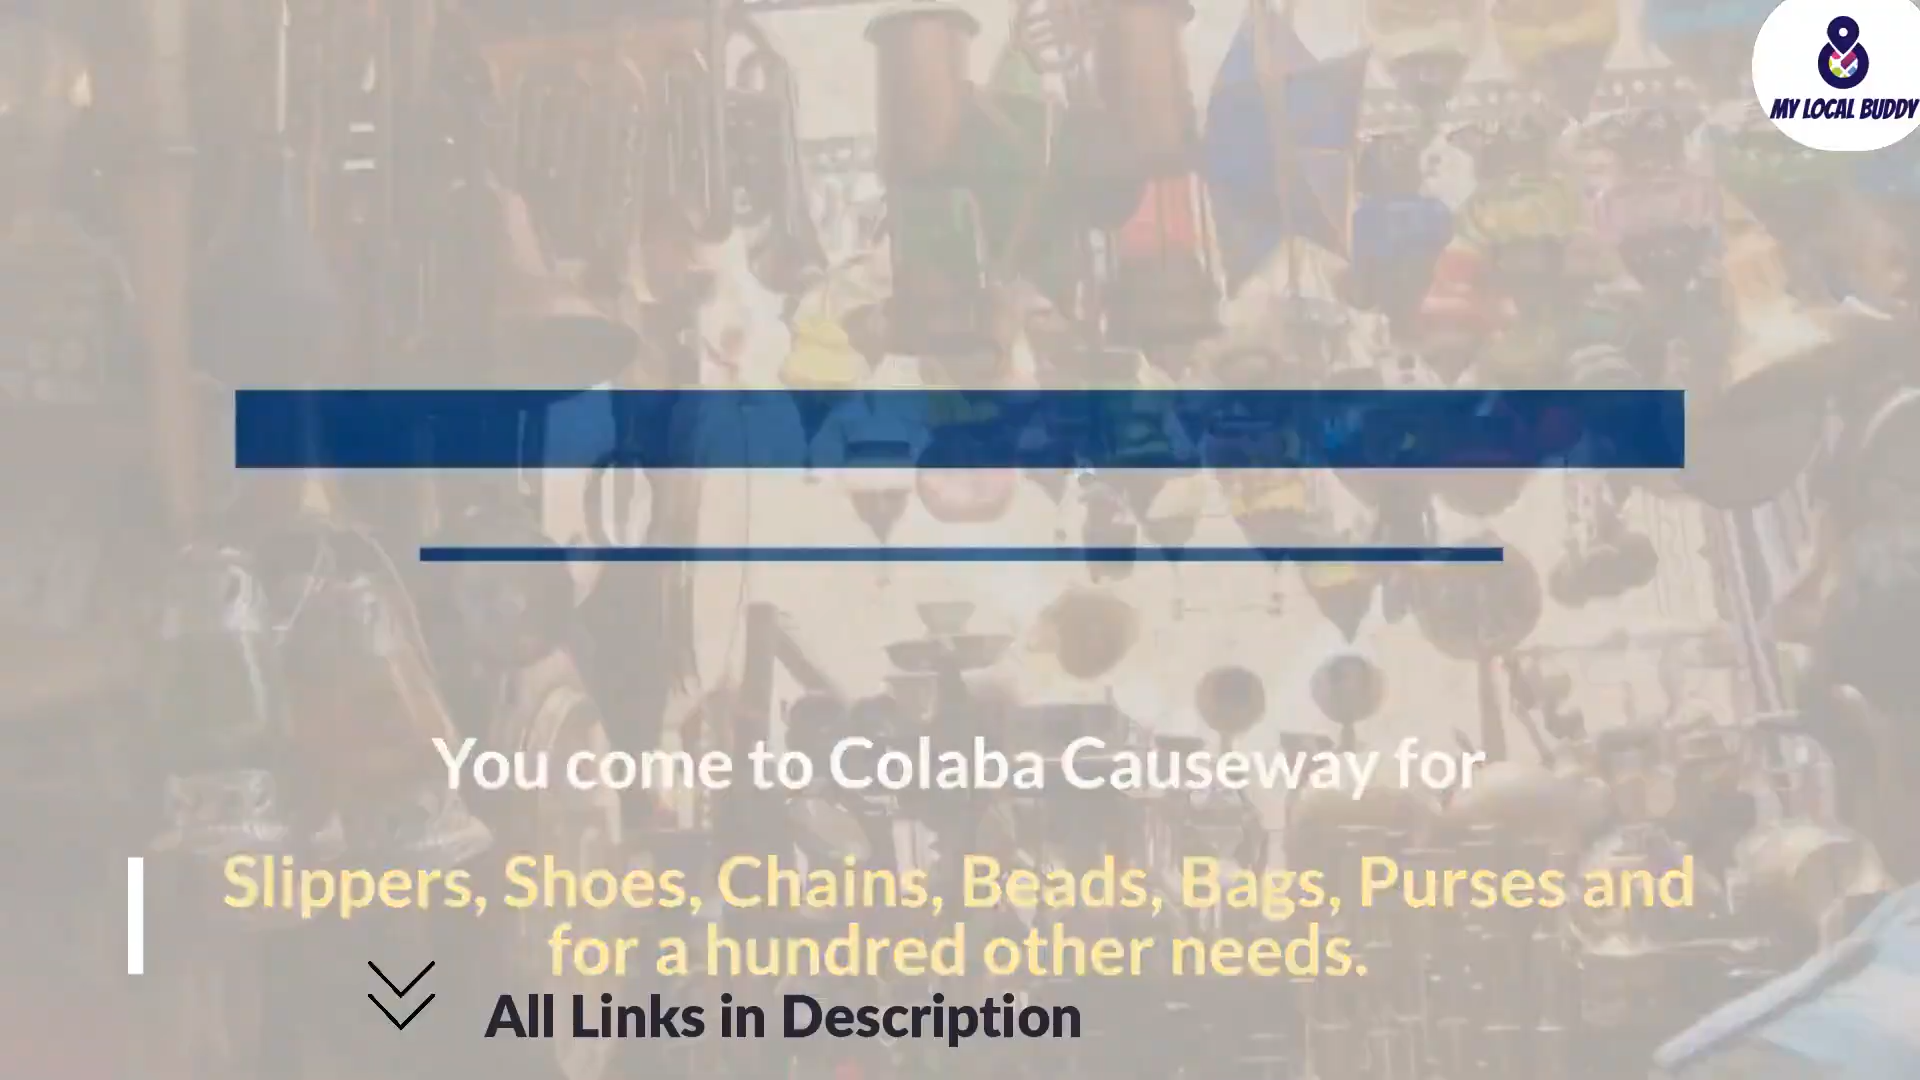 MY LOCAL BUDDY
You come to Colaba Causeway for
Slippers, Shoes, Chains, Beads, Bags, Purses and
for a hundred other needs.
All Links in Description